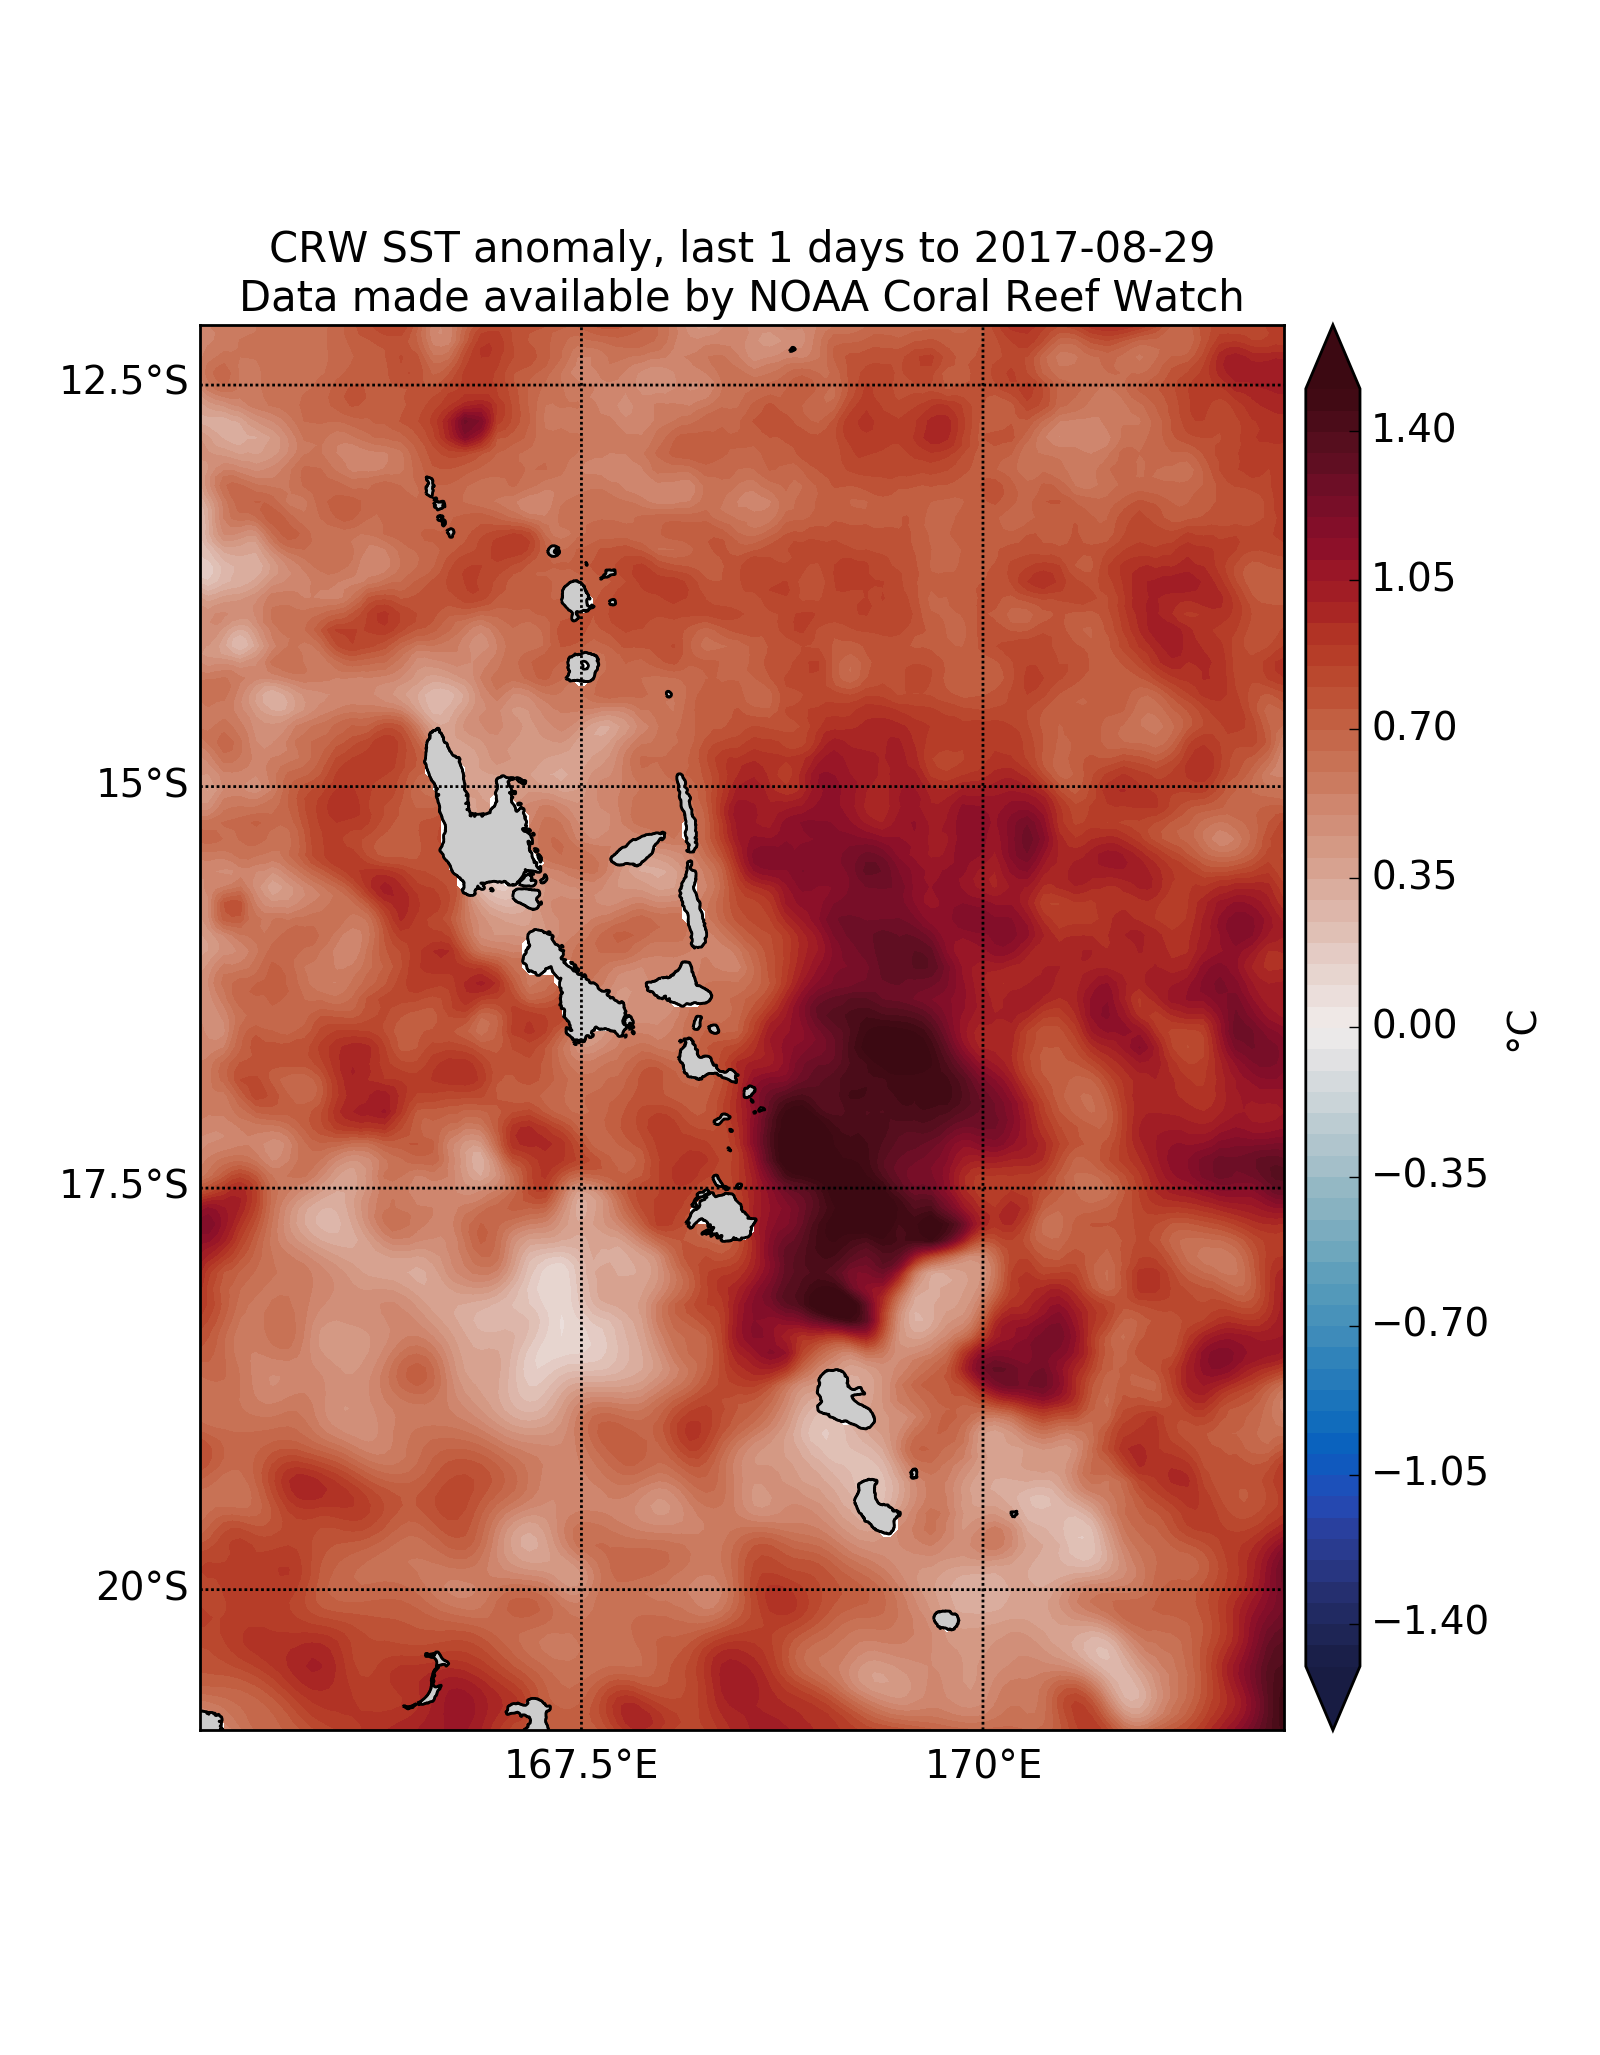 CRW SST anomaly, last 1 days to 2017-08-29
Data made available by NOAA Coral Reef Watch
12.5°S
15°S
17.5°S
20°S
167.5°E
170°E
1.40
1.05
0.70
0.35
0.00
−0.35
−0.70
−1.05
−1.40
°C